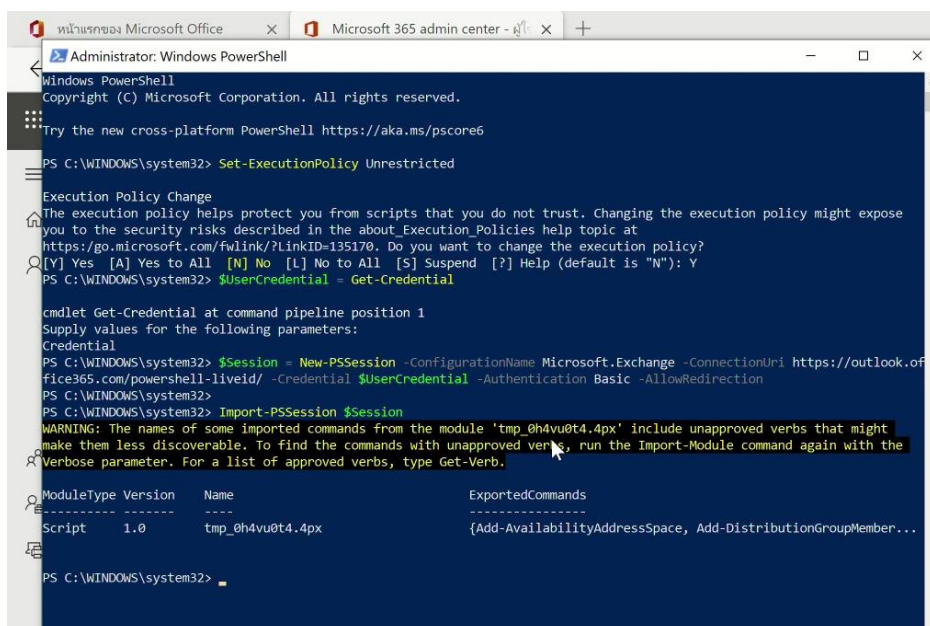 หน้าแรกของ Microsoft Office
Microsoft 365 admin center -
Administrator: Windows PowerShell
Windows PowerShell
Copyright (C) Microsoft Corporation. All rights reserved.
Try the new cross-platform PowerShell https://aka.ms/pscore6
PS C:\WINDOWS\system32> Set-ExecutionPolicy Unrestricted
Execution Policy Change
The execution policy helps protect you from scripts that you do not trust. Changing the execution policy might expose
you to the security risks described in the about_Execution_Policies help topic at
https:/go.microsoft.com/fwlink/?LinkID=135170. Do you want to change the execution policy?
[Y] Yes  [A] Yes to All  [N] No  [L] No to All  [S] Suspend  [?] Help (default is "N"): Y
PS C:\WINDOWS\system32> $UserCredential = Get-Credential
cmdlet Get-Credential at command pipeline position 1
Supply values for the following parameters:
Credential
PS C:\WINDOWS\system32> $Session = New-PSSession -ConfigurationName Microsoft.Exchange -ConnectionUri https://outlook.of
fice365.com/powershell-liveid/ -Credential $UserCredential -Authentication Basic -AllowRedirection
PS C:\WINDOWS\system32>
PS C:\WINDOWS\system32> Import-PSSession $Session
WARNING: The names of some imported commands from the module 'tmp_0h4vu0t4.4px' include unapproved verbs that might
make them less discoverable. To find the commands with unapproved verbs, run the Import-Module command again with the
Verbose parameter. For a list of approved verbs, type Get-Verb.
ModuleType Version    Name                                ExportedCommands
---------- -------    ----                                ----------------
Script     1.0        tmp_0h4vu0t4.4px                    {Add-AvailabilityAddressSpace, Add-DistributionGroupMember...
PS C:\WINDOWS\system32>